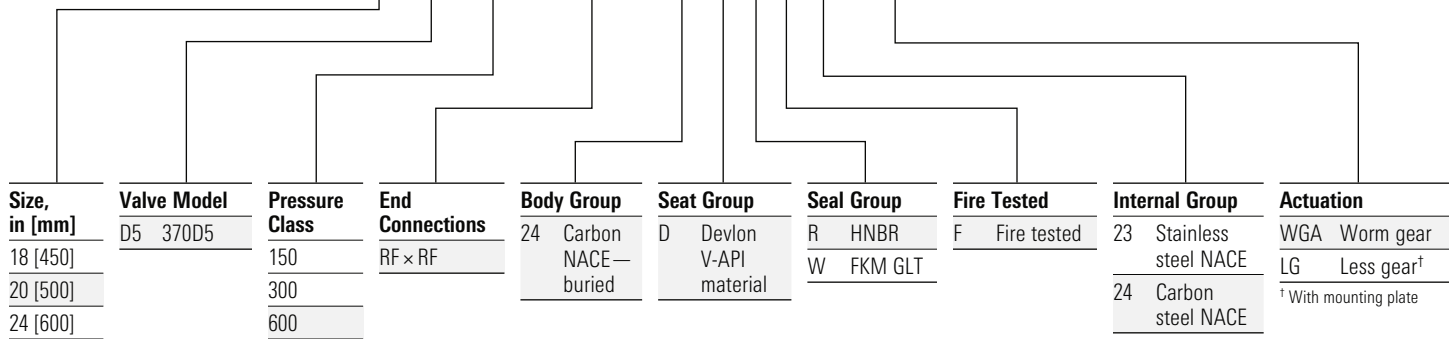 Size,
in [mm]
18 [450]
20 [500]
24 [600]
Valve Model
D5 370D5
Pressure
Class
150
300
600
End
Connections
RF × RF
Body Group
24 Carbon
NACE—
buried
Seat Group
D Devlon
V-API
material
Seal Group
R HNBR
W FKM GLT
Fire Tested
F Fire tested
Internal Group
23 Stainless
steel NACE
24 Carbon
steel NACE
Actuation
WGA Worm gear
LG Less gear†
† With mounting plate